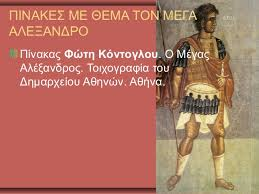 ΠΙΝΑΚΕΣ ΜΕ ΘΕΜΑ ΤΟΝ ΜΕΓΑ
ΑΛΕΞΑΝΔΡΟ
Πίνακας Φώτη Κόντογλου. Ο Μέγας
Αλέξανδρος. Τοιχογραφία του
Δημαρχείου Αθηνών. Αθήνα.